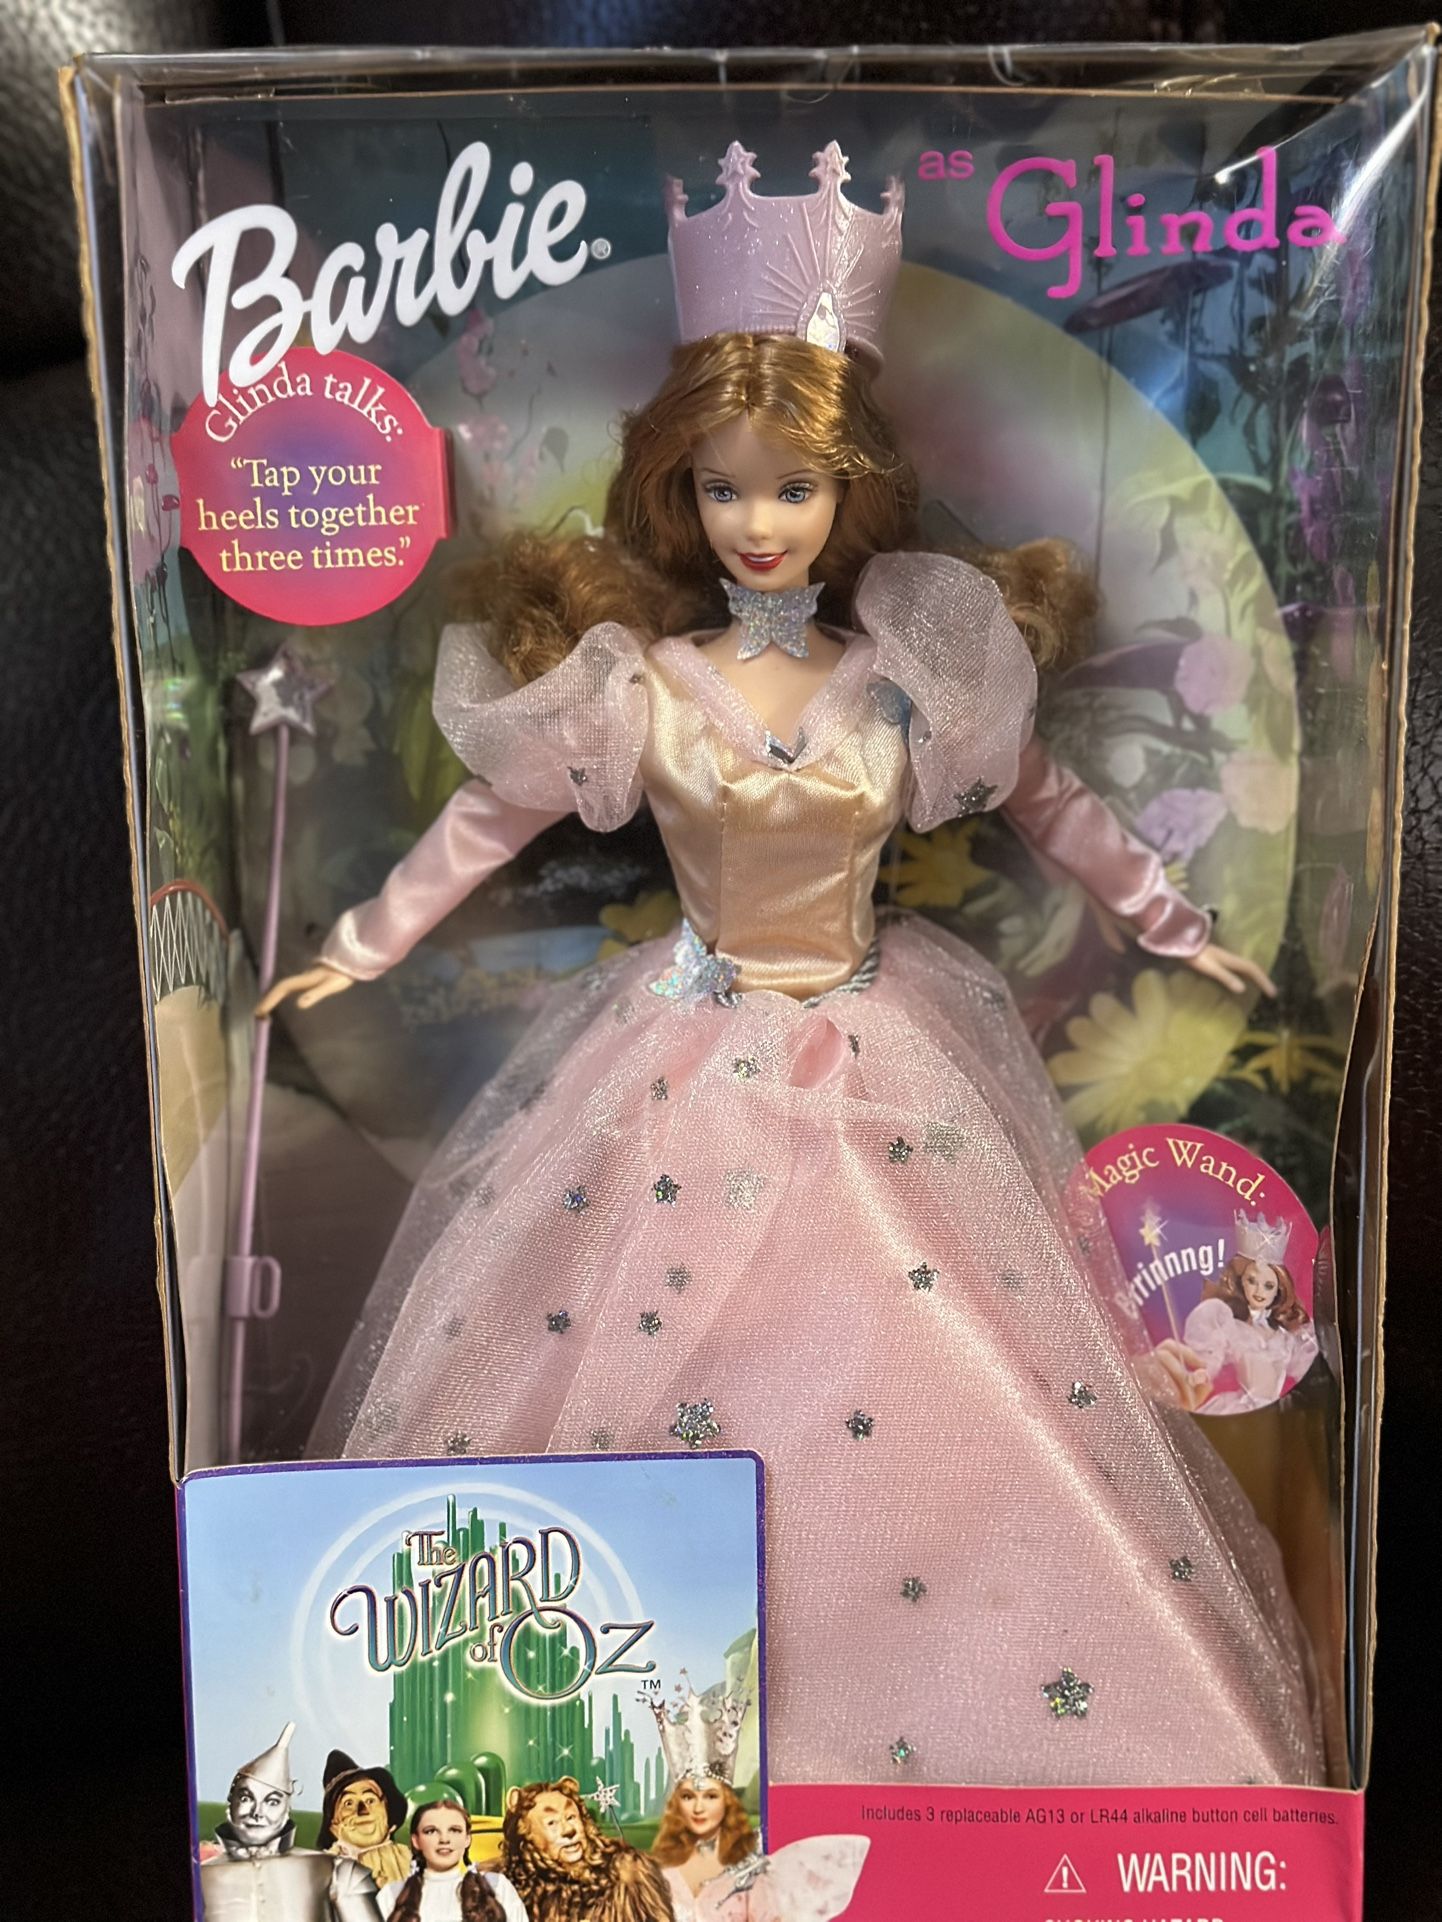 Barbie®
as Glinda
Glinda talks:
"Tap your
heels together
three times."
Magic Wand:
The
WIZARD
of OZ
™
Includes 3 replaceable AG13 or LR44 alkaline button cell batteries.
⚠ WARNING: